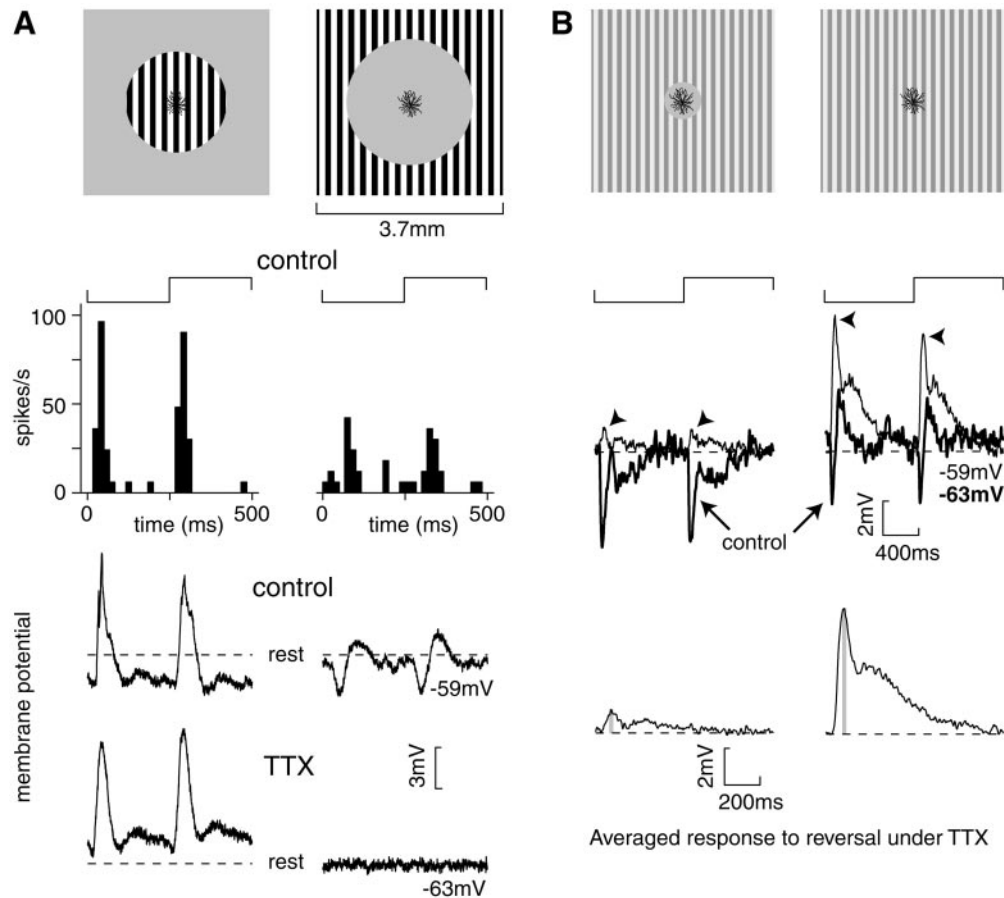 A
B
3.7mm
control
spikes/s
100
50
0
0
time (ms)
500
0
time (ms)
500
-59mV
-63mV
2mV
400ms
control
control
membrane potential
rest
-59mV
TTX
3mV
rest
-63mV
2mV
200ms
Averaged response to reversal under TTX